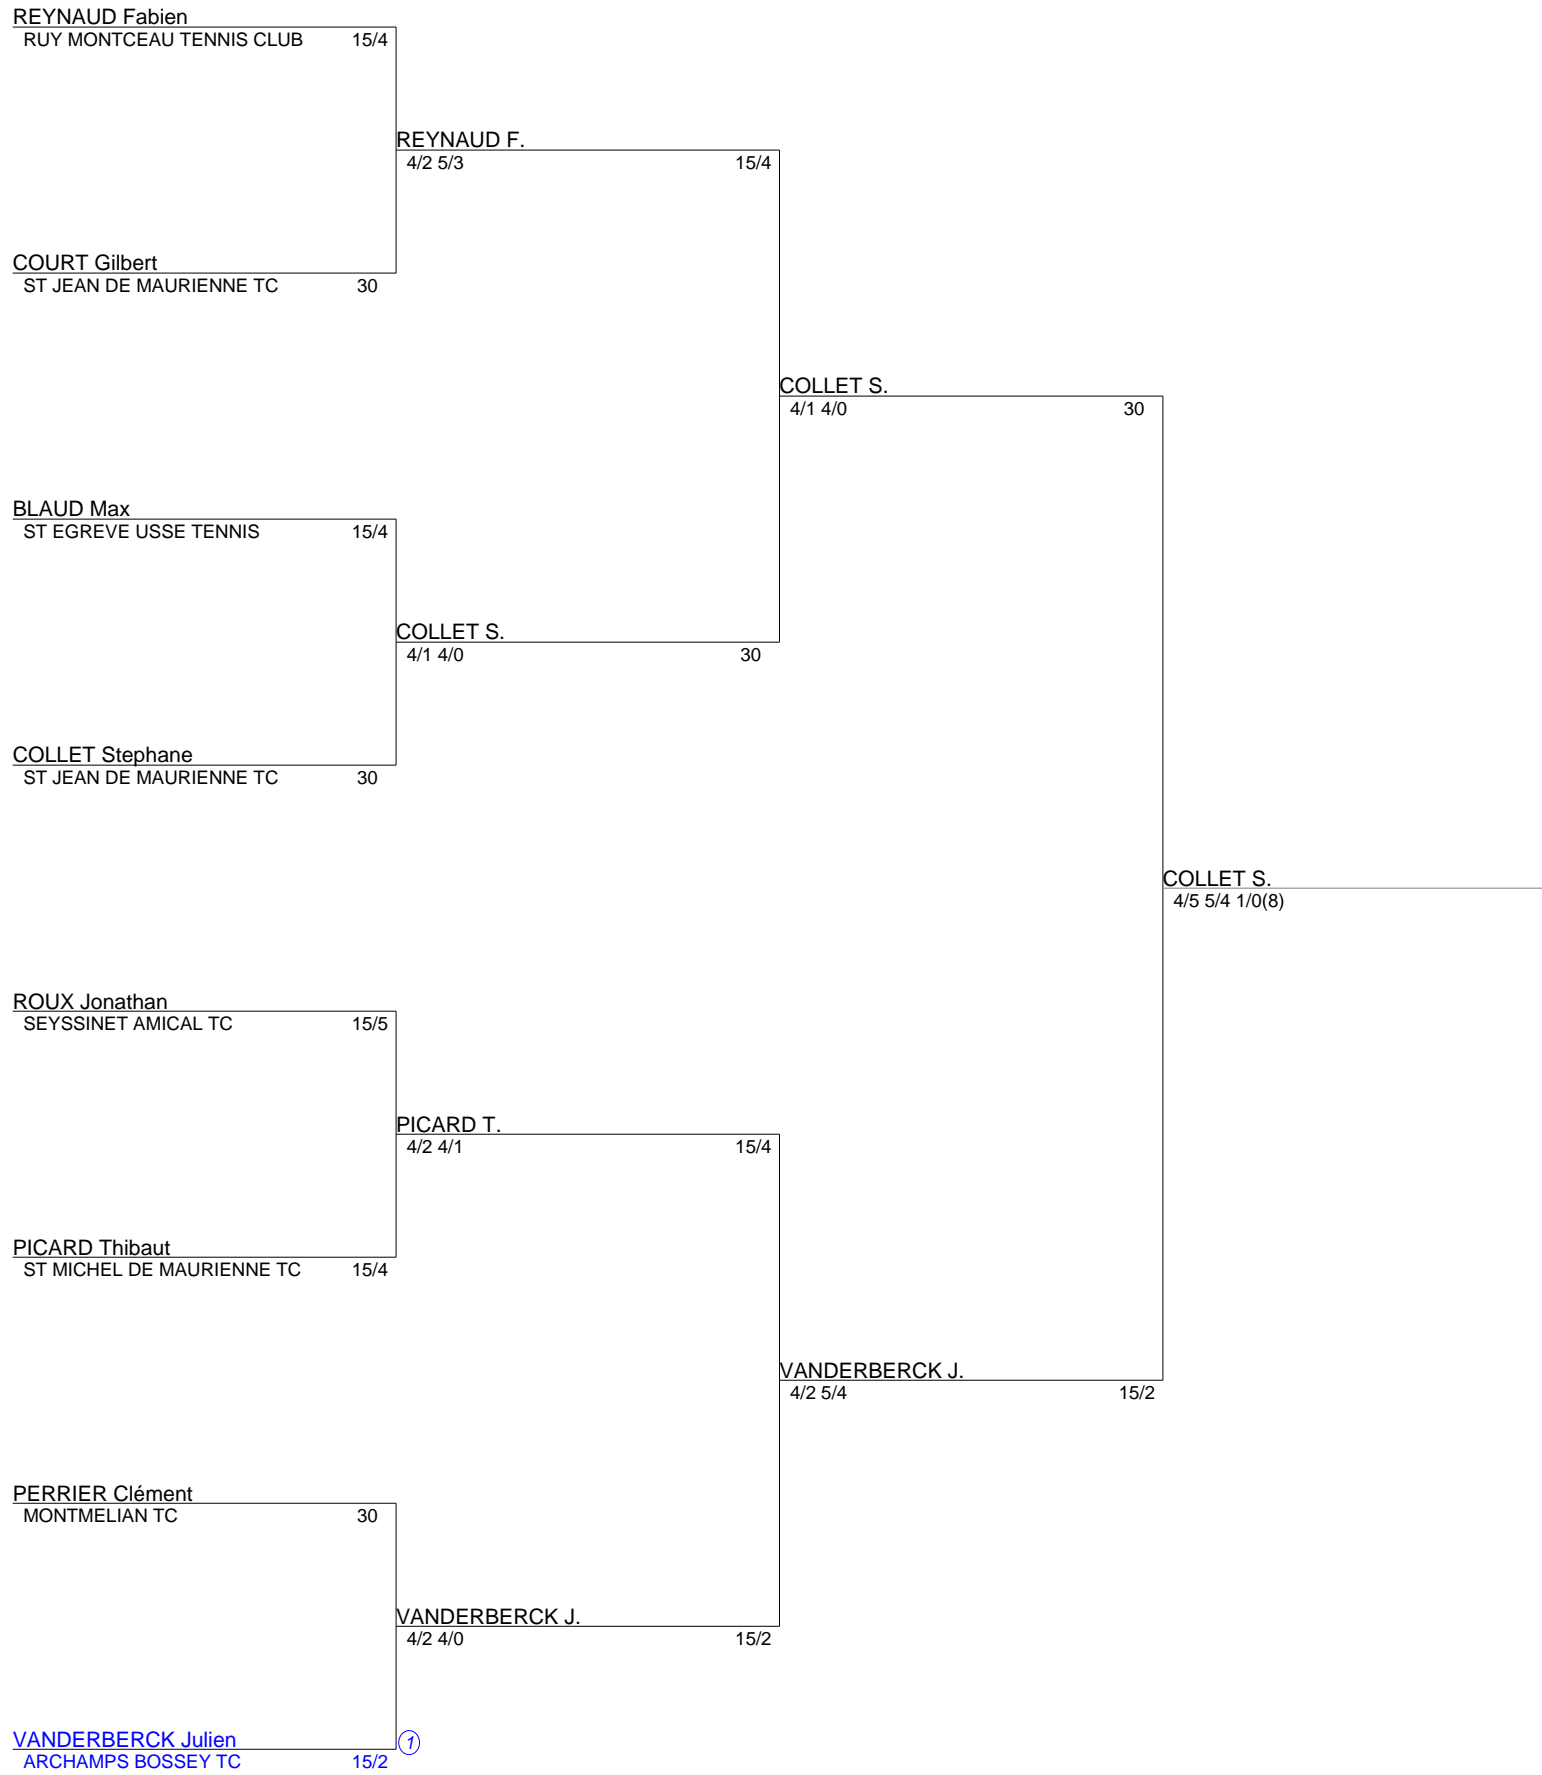 REYNAUD Fabien
RUY MONTCEAU TENNIS CLUB 15/4
REYNAUD F.
4/2 5/3 15/4
COURT Gilbert
ST JEAN DE MAURIENNE TC 30
COLLET S.
4/1 4/0 30
BLAUD Max
ST EGREVE USSE TENNIS 15/4
COLLET S.
4/1 4/0 30
COLLET Stephane
ST JEAN DE MAURIENNE TC 30
COLLET S.
4/5 5/4 1/0(8)
ROUX Jonathan
SEYSSINET AMICAL TC 15/5
PICARD T.
4/2 4/1 15/4
PICARD Thibaut
ST MICHEL DE MAURIENNE TC 15/4
VANDERBERCK J.
4/2 5/4 15/2
PERRIER Clément
MONTMELIAN TC 30
VANDERBERCK J.
4/2 4/0 15/2
VANDERBERCK Julien 1
ARCHAMPS BOSSEY TC 15/2